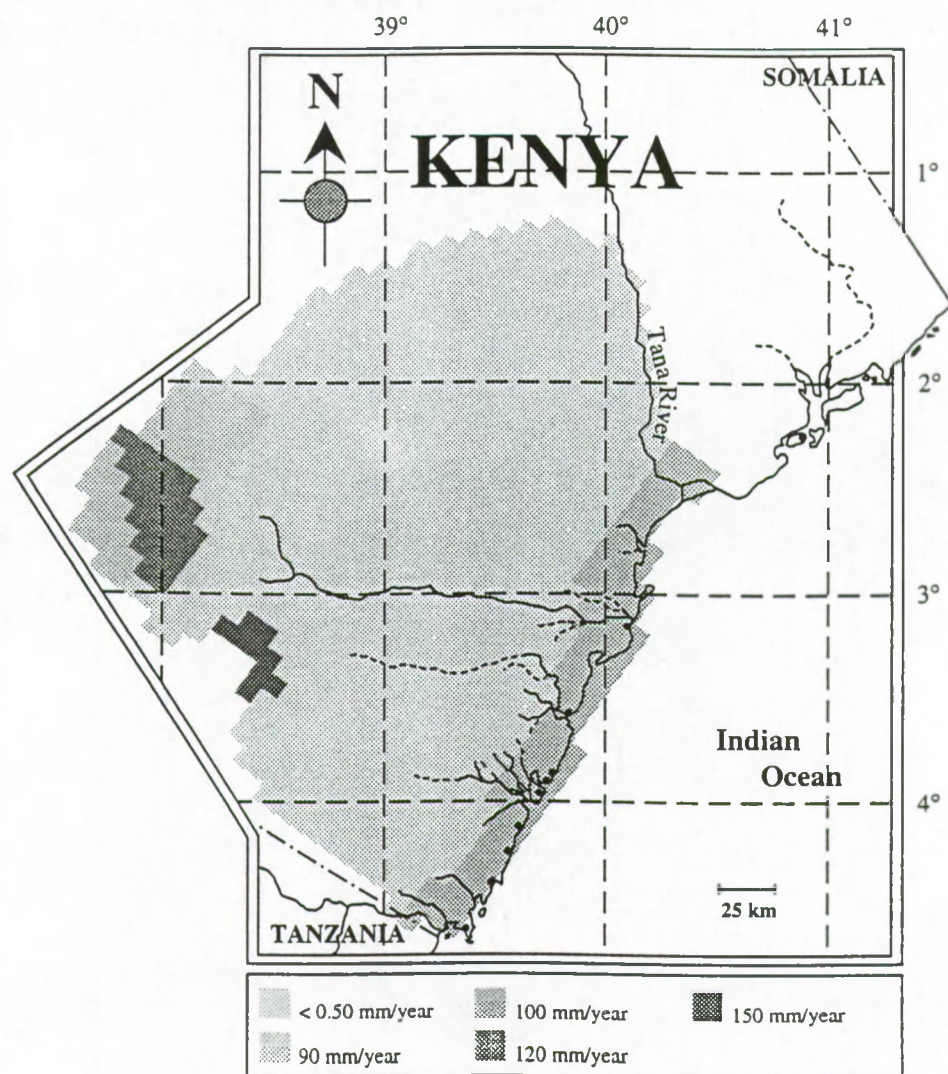 39° 40° 41°
SOMALIA
N
KENYA
1°
Tana River
2°
3°
Indian
Ocean
4°
25 km
TANZANIA
< 0.50 mm/year 100 mm/year 150 mm/year
90 mm/year 120 mm/year